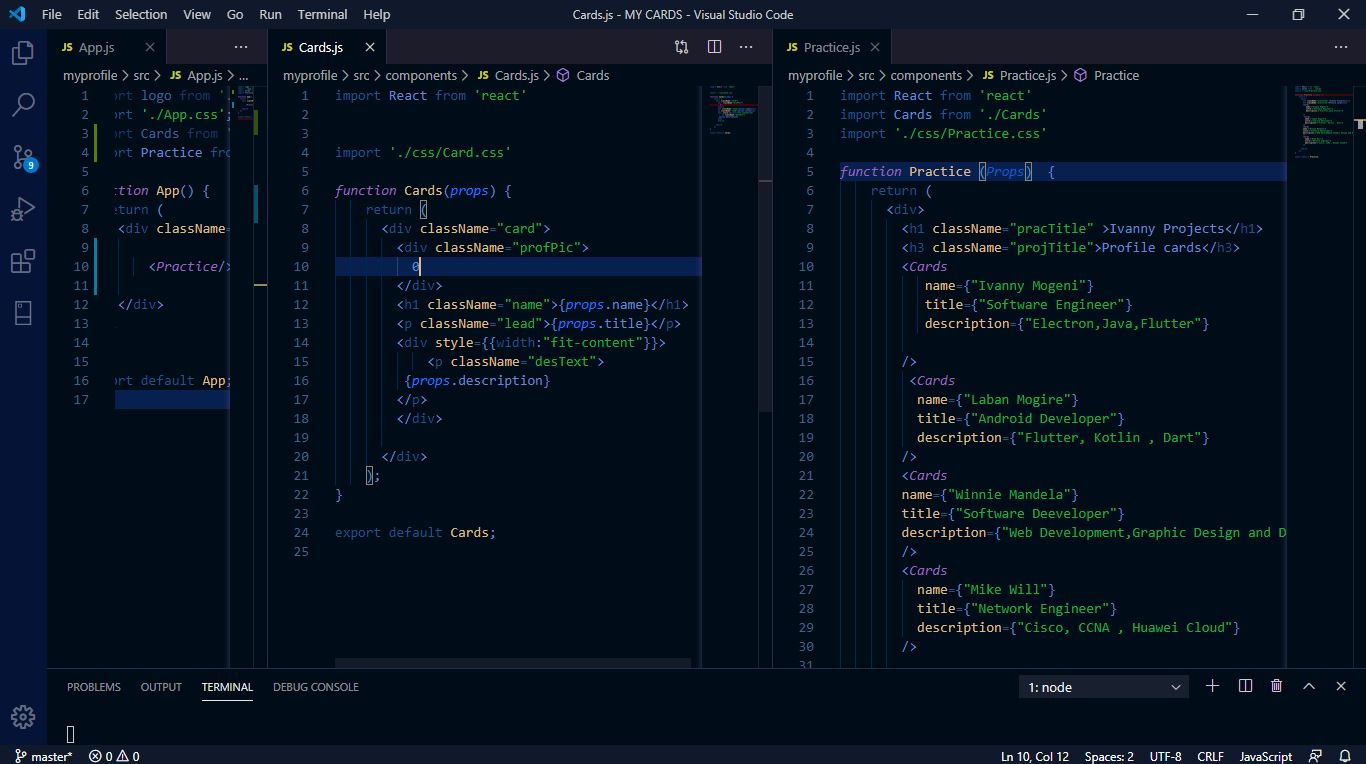 File Edit Selection View Go Run Terminal Help Cards.js - MY CARDS - Visual Studio Code
JS App.js
myprofile > src > JS App.js > ...
1 ort logo from '
2 ort './App.css';
3 ort Cards from '
4 ort Practice fro
5
6 ction App() {
7 eturn (
8 <div className=
9
10 <Practice/>
11
12 </div>
13
14
15
16 ort default App;
17
JS Cards.js
myprofile > src > components > JS Cards.js > Cards
1 import React from 'react'
2
3
4 import './css/Card.css'
5
6 function Cards(props) {
7 return (
8 <div className="card">
9 <div className="profPic">
10 0
11 </div>
12 <h1 className="name">{props.name}</h1>
13 <p className="lead">{props.title}</p>
14 <div style={{width:"fit-content"}}>
15 <p className="desText">
16 {props.description}
17 </p>
18 </div>
19
20 </div>
21 );
22 }
23
24 export default Cards;
25
JS Practice.js
myprofile > src > components > JS Practice.js > Practice
1 import React from 'react'
2 import Cards from './Cards'
3 import './css/Practice.css'
4
5 function Practice (Props) {
6 return (
7 <div>
8 <h1 className="pracTitle" >Ivanny Projects</h1>
9 <h3 className="projTitle">Profile cards</h3>
10 <Cards
11 name={"Ivanny Mogeni"}
12 title={"Software Engineer"}
13 description={"Electron,Java,Flutter"}
14
15 />
16 <Cards
17 name={"Laban Mogire"}
18 title={"Android Developer"}
19 description={"Flutter, Kotlin , Dart"}
20 />
21 <Cards
22 name={"Winnie Mandela"}
23 title={"Software Deeveloper"}
24 description={"Web Development,Graphic Design and D
25 />
26 <Cards
27 name={"Mike Will"}
28 title={"Network Engineer"}
29 description={"Cisco, CCNA , Huawei Cloud"}
30 />
31
9
PROBLEMS OUTPUT TERMINAL DEBUG CONSOLE 1: node
master* 0 0 Ln 10, Col 12 Spaces: 2 UTF-8 CRLF JavaScript